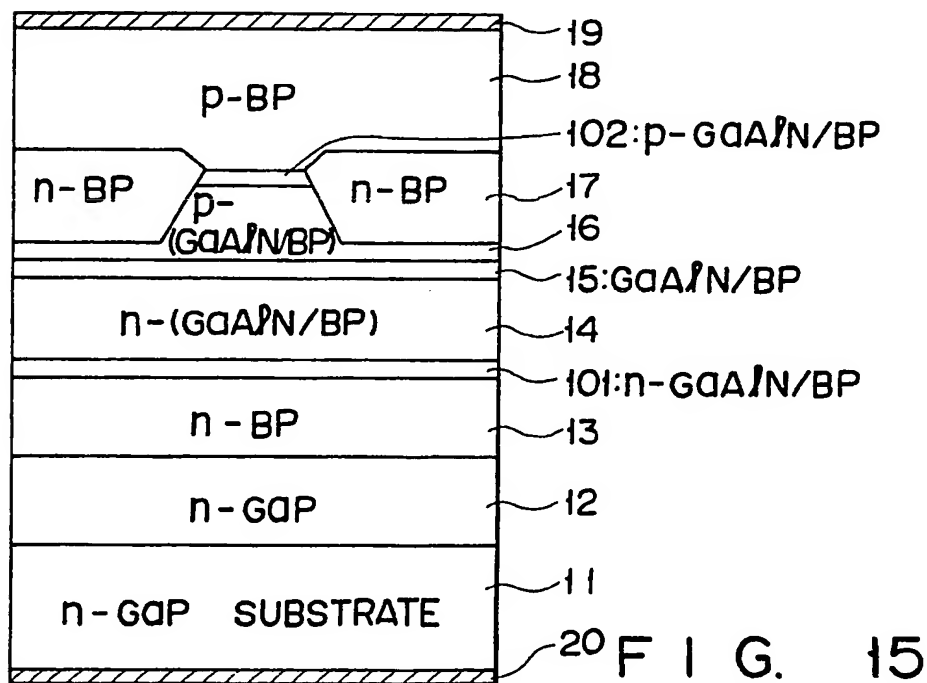 19
18
p-BP
102:p-GaAlN/BP
n-BP
n-BP
17
p-
(GaAlN/BP)
16
15:GaAlN/BP
n-(GaAlN/BP)
14
101:n-GaAlN/BP
n-BP
13
n-GaP
12
11
n-GaP SUBSTRATE
20
FIG. 15